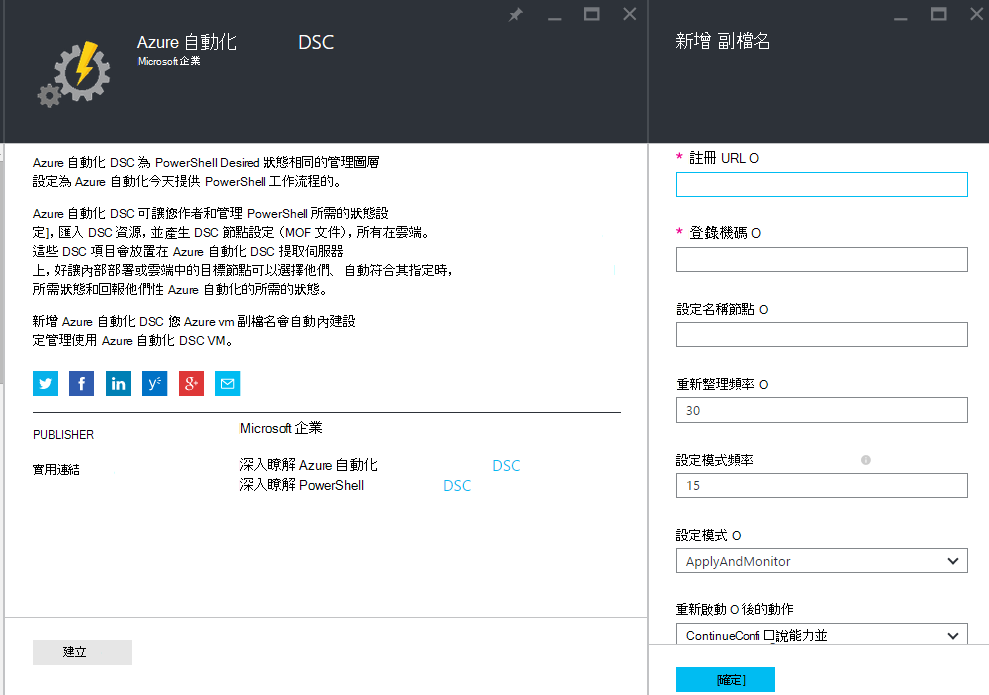 Azure 自動化 DSC
Microsoft企業
Azure 自動化 DSC 為 PowerShell Desired 狀態相同的管理圖層
設定為 Azure 自動化今天提供 PowerShell 工作流程的。
Azure 自動化 DSC 可讓您作者和管理 PowerShell 所需的狀態設
定], 匯入 DSC 資源, 並產生 DSC 節點設定 (MOF 文件), 所有在雲端。
這些 DSC 項目會放置在 Azure 自動化 DSC 提取伺服器
上, 好讓內部部署或雲端中的目標節點可以選擇他們、自動符合其指定時,
所需狀態和回報他們性 Azure 自動化的所需的狀態。
新增 Azure 自動化 DSC 您 Azure vm 副檔名會自動內建設
定管理使用 Azure 自動化 DSC VM。
PUBLISHER
Microsoft 企業
實用連結
深入瞭解 Azure 自動化 DSC
深入瞭解 PowerShell DSC
建立
新增 副檔名
* 註冊 URL O
* 登錄機碼 O
設定名稱節點 O
重新整理頻率 O
30
設定模式頻率
15
設定模式 O
ApplyAndMonitor
重新啟動 O 後的動作
ContinueConfi 口說能力並
[確定]